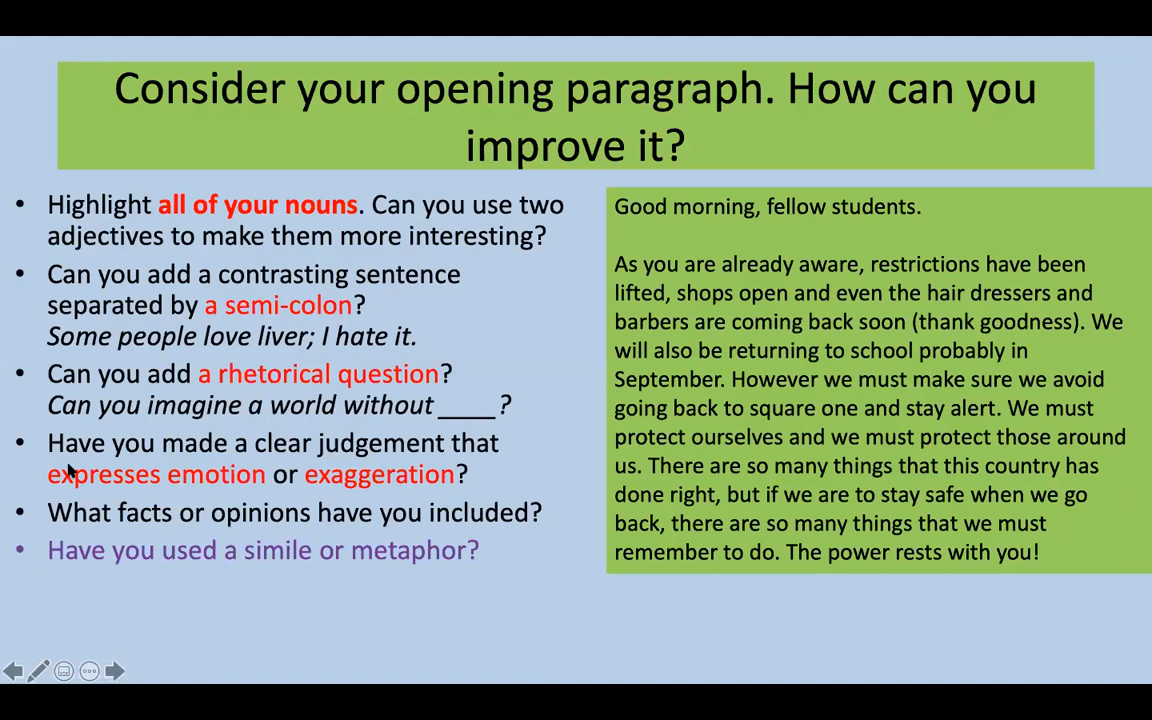 Consider your opening paragraph. How can you
improve it?
• Highlight all of your nouns. Can you use two
adjectives to make them more interesting?
• Can you add a contrasting sentence
separated by a semi-colon?
Some people love liver; I hate it.
• Can you add a rhetorical question?
Can you imagine a world without ____?
• Have you made a clear judgement that
expresses emotion or exaggeration?
• What facts or opinions have you included?
• Have you used a simile or metaphor?
Good morning, fellow students.
As you are already aware, restrictions have been
lifted, shops open and even the hair dressers and
barbers are coming back soon (thank goodness). We
will also be returning to school probably in
September. However we must make sure we avoid
going back to square one and stay alert. We must
protect ourselves and we must protect those around
us. There are so many things that this country has
done right, but if we are to stay safe when we go
back, there are so many things that we must
remember to do. The power rests with you!